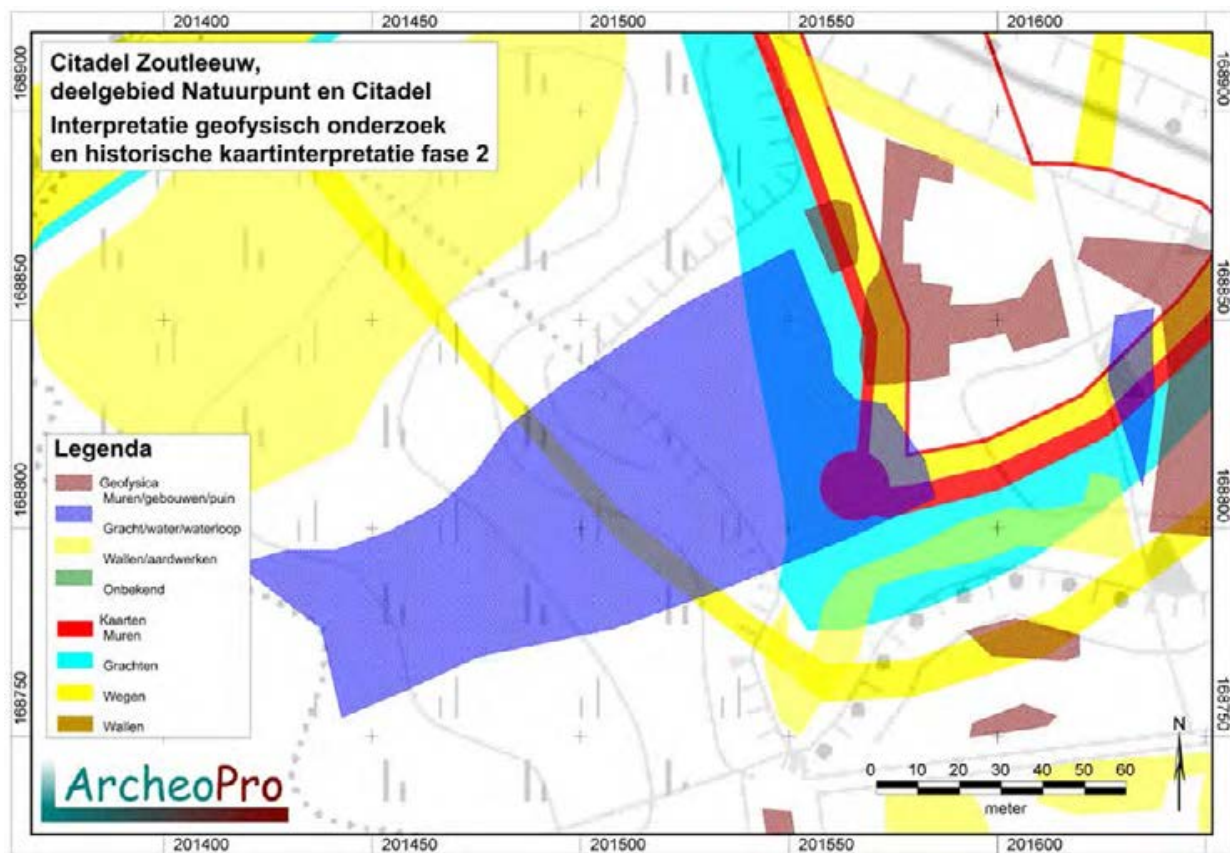 201400 201450 201500 201550 201600
168900
168900
Citadel Zoutleeuw,
deelgebied Natuurpunt en Citadel
Interpretatie geofysisch onderzoek
en historische kaartinterpretatie fase 2
168850
168850
Legenda
Geofysica
Muren/gebouwen/puin
Gracht/water/waterloop
Wallen/aardwerken
Onbekend
Kaarten
Muren
Grachten
Wegen
Wallen
168800
168800
168750
168750
N
ArcheoPro
0 10 20 30 40 50 60
meter
201400 201450 201500 201550 201600